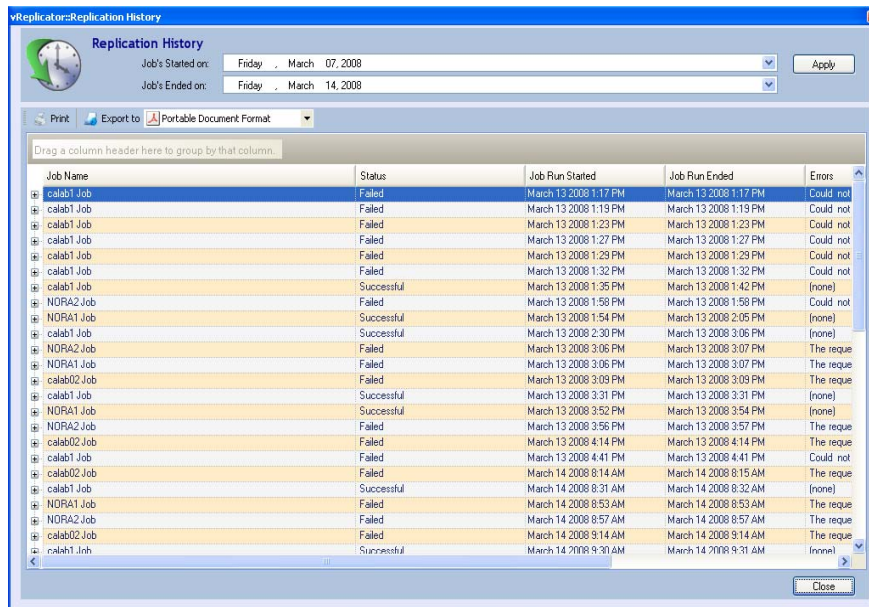 vReplicator::Replication History
Replication History
Job's Started on: Friday , March 07, 2008
Apply
Job's Ended on: Friday , March 14, 2008
Print Export to Portable Document Format
Drag a column header here to group by that column.
Job Name Status Job Run Started Job Run Ended Errors
calab1 Job Failed March 13 2008 1:17 PM March 13 2008 1:17 PM Could not
calab1 Job Failed March 13 2008 1:19 PM March 13 2008 1:19 PM Could not
calab1 Job Failed March 13 2008 1:23 PM March 13 2008 1:23 PM Could not
calab1 Job Failed March 13 2008 1:27 PM March 13 2008 1:27 PM Could not
calab1 Job Failed March 13 2008 1:29 PM March 13 2008 1:29 PM Could not
calab1 Job Failed March 13 2008 1:32 PM March 13 2008 1:32 PM Could not
calab1 Job Successful March 13 2008 1:35 PM March 13 2008 1:42 PM (none)
NORA2 Job Failed March 13 2008 1:58 PM March 13 2008 1:58 PM Could not
NORA1 Job Successful March 13 2008 1:54 PM March 13 2008 2:05 PM (none)
calab1 Job Successful March 13 2008 2:30 PM March 13 2008 3:06 PM (none)
NORA2 Job Failed March 13 2008 3:06 PM March 13 2008 3:07 PM The reque
NORA1 Job Failed March 13 2008 3:06 PM March 13 2008 3:07 PM The reque
calab02 Job Failed March 13 2008 3:09 PM March 13 2008 3:09 PM The reque
calab1 Job Successful March 13 2008 3:31 PM March 13 2008 3:31 PM (none)
NORA1 Job Successful March 13 2008 3:52 PM March 13 2008 3:54 PM (none)
NORA2 Job Failed March 13 2008 3:56 PM March 13 2008 3:57 PM The reque
calab02 Job Failed March 13 2008 4:14 PM March 13 2008 4:14 PM The reque
calab1 Job Failed March 13 2008 4:41 PM March 13 2008 4:41 PM Could not
calab02 Job Failed March 14 2008 8:14 AM March 14 2008 8:15 AM The reque
calab1 Job Successful March 14 2008 8:31 AM March 14 2008 8:32 AM (none)
NORA1 Job Failed March 14 2008 8:53 AM March 14 2008 8:53 AM The reque
NORA2 Job Failed March 14 2008 8:57 AM March 14 2008 8:57 AM The reque
calab02 Job Failed March 14 2008 9:14 AM March 14 2008 9:14 AM The reque
calab1 Job Successful March 14 2008 9:30 AM March 14 2008 9:31 AM (none)
Close